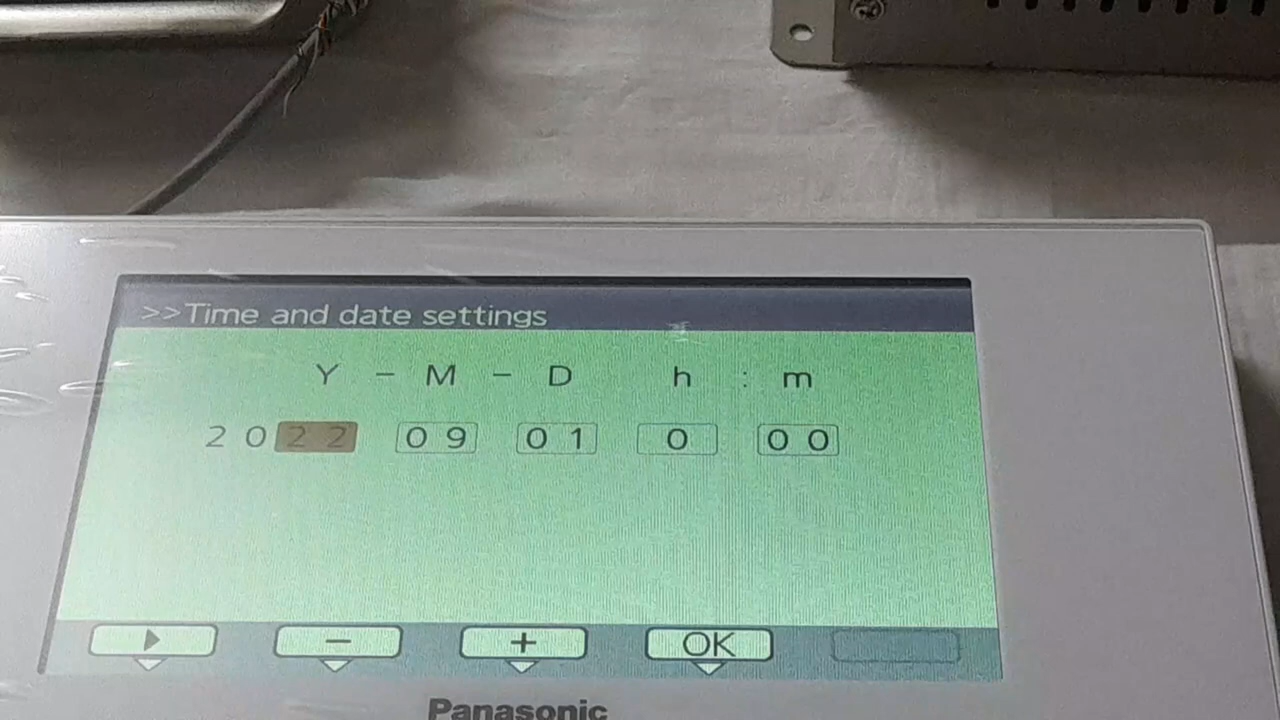 >>Time and date settings
Y - M - D h : m
2022 09 01 0 00
▶ - + OK
Panasonic